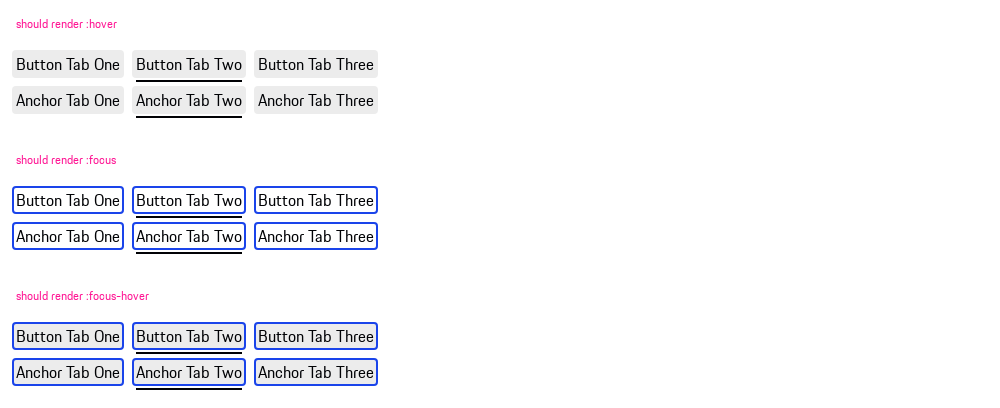 should render :hover
Button Tab One Button Tab Two Button Tab Three
Anchor Tab One Anchor Tab Two Anchor Tab Three
should render :focus
Button Tab One Button Tab Two Button Tab Three
Anchor Tab One Anchor Tab Two Anchor Tab Three
should render :focus-hover
Button Tab One Button Tab Two Button Tab Three
Anchor Tab One Anchor Tab Two Anchor Tab Three